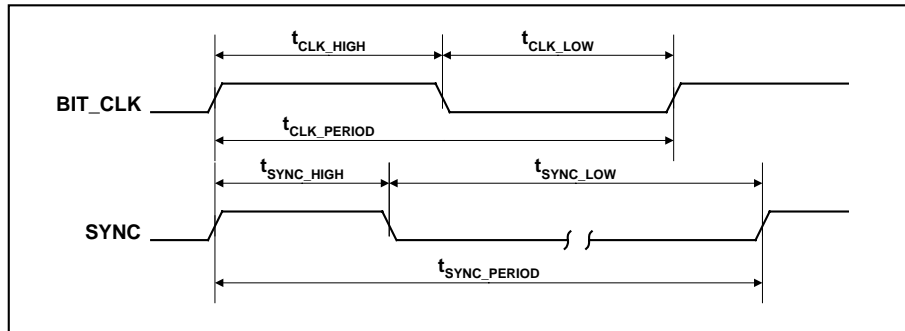 tCLK_HIGH tCLK_LOW
BIT_CLK
tCLK_PERIOD
tSYNC_HIGH tSYNC_LOW
SYNC
tSYNC_PERIOD